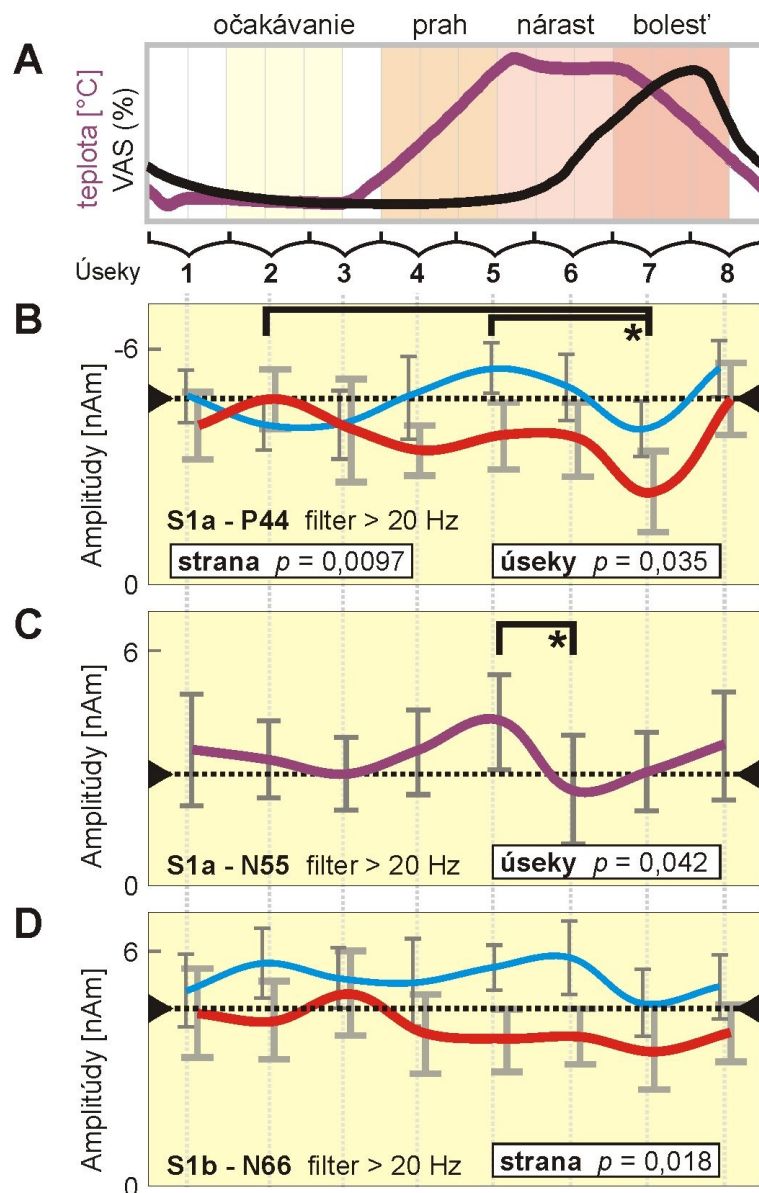 očakávanie prah nárast bolesť
A
teplota [°C]
VAS (%)
Úseky 1 2 3 4 5 6 7 8
B
*
-6
Amplitúdy [nAm]
S1a - P44 filter > 20 Hz
strana p = 0,0097 úseky p = 0,035
0
C
*
6
Amplitúdy [nAm]
S1a - N55 filter > 20 Hz úseky p = 0,042
0
D
6
Amplitúdy [nAm]
S1b - N66 filter > 20 Hz strana p = 0,018
0